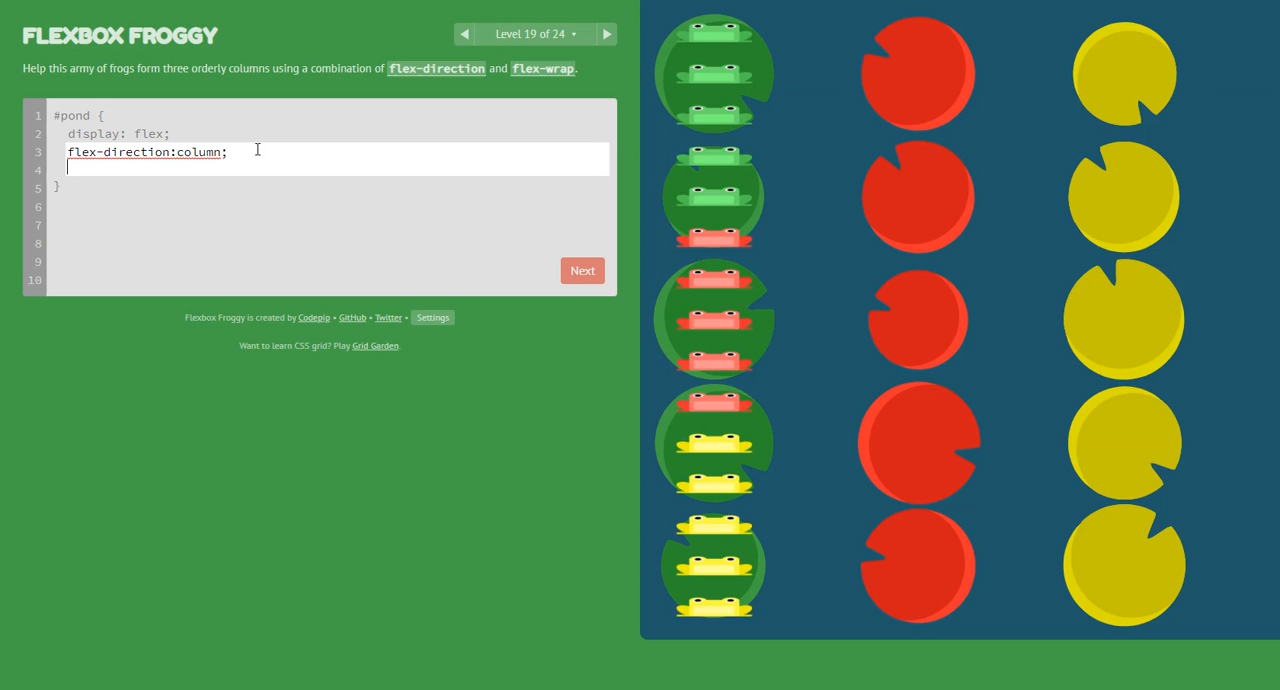 FLEXBOX FROGGY
◀ Level 19 of 24 ▾ ▶
Help this army of frogs form three orderly columns using a combination of flex-direction and flex-wrap.
1 #pond {
2 display: flex;
3 flex-direction:column;
4
5 }
6
7
8
9
10
Next
Flexbox Froggy is created by Codepip • GitHub • Twitter • Settings
Want to learn CSS grid? Play Grid Garden.